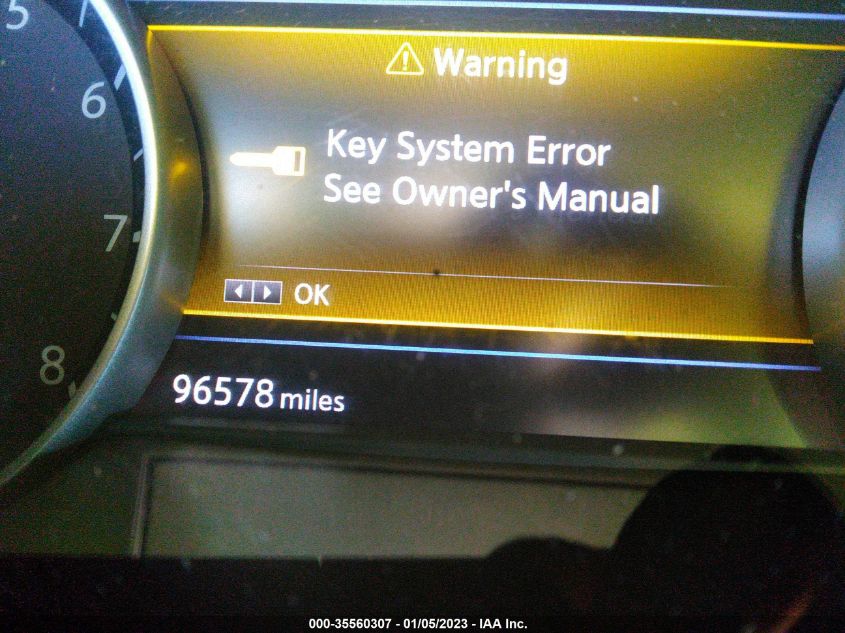 5
6
7
8
Warning
Key System Error
See Owner's Manual
OK
96578 miles
000-35560307 - 01/05/2023 - IAA Inc.